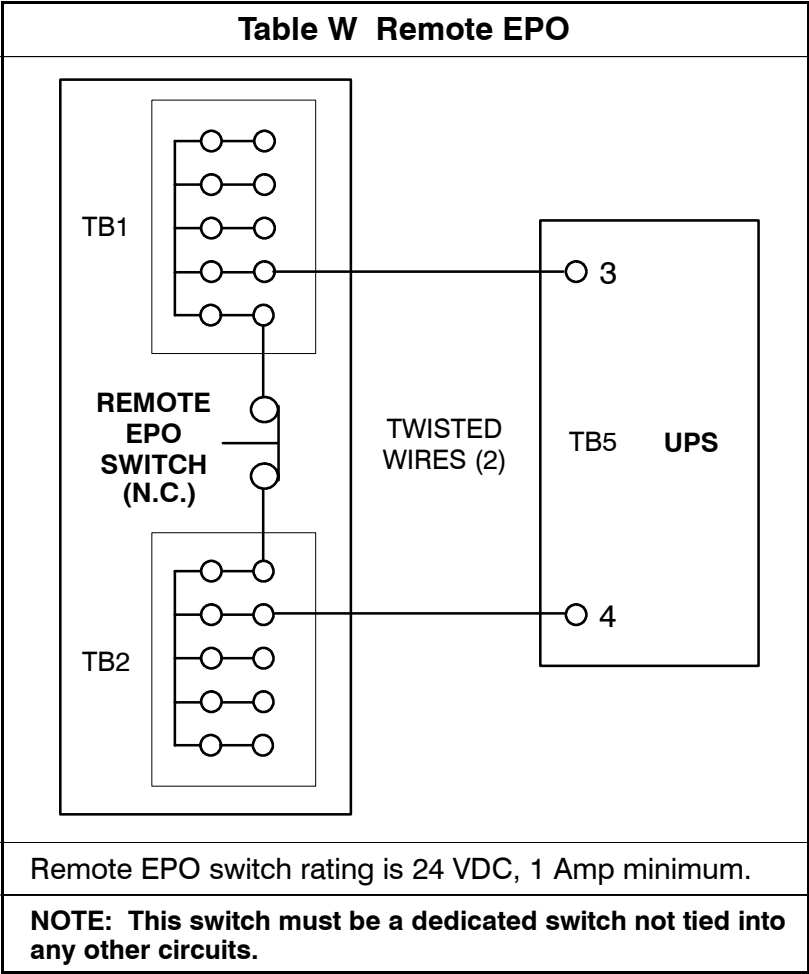 Table W  Remote EPO
TB1
3
REMOTE
EPO
SWITCH
(N.C.)
TWISTED
WIRES (2)
TB5
UPS
TB2
4
Remote EPO switch rating is 24 VDC, 1 Amp minimum.
NOTE:  This switch must be a dedicated switch not tied into
any other circuits.